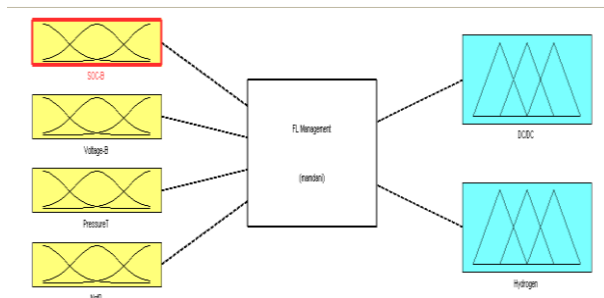 SOC-B
Voltage-B
PressureT
FL Management
(mamdani)
DC/DC
Hydrogen